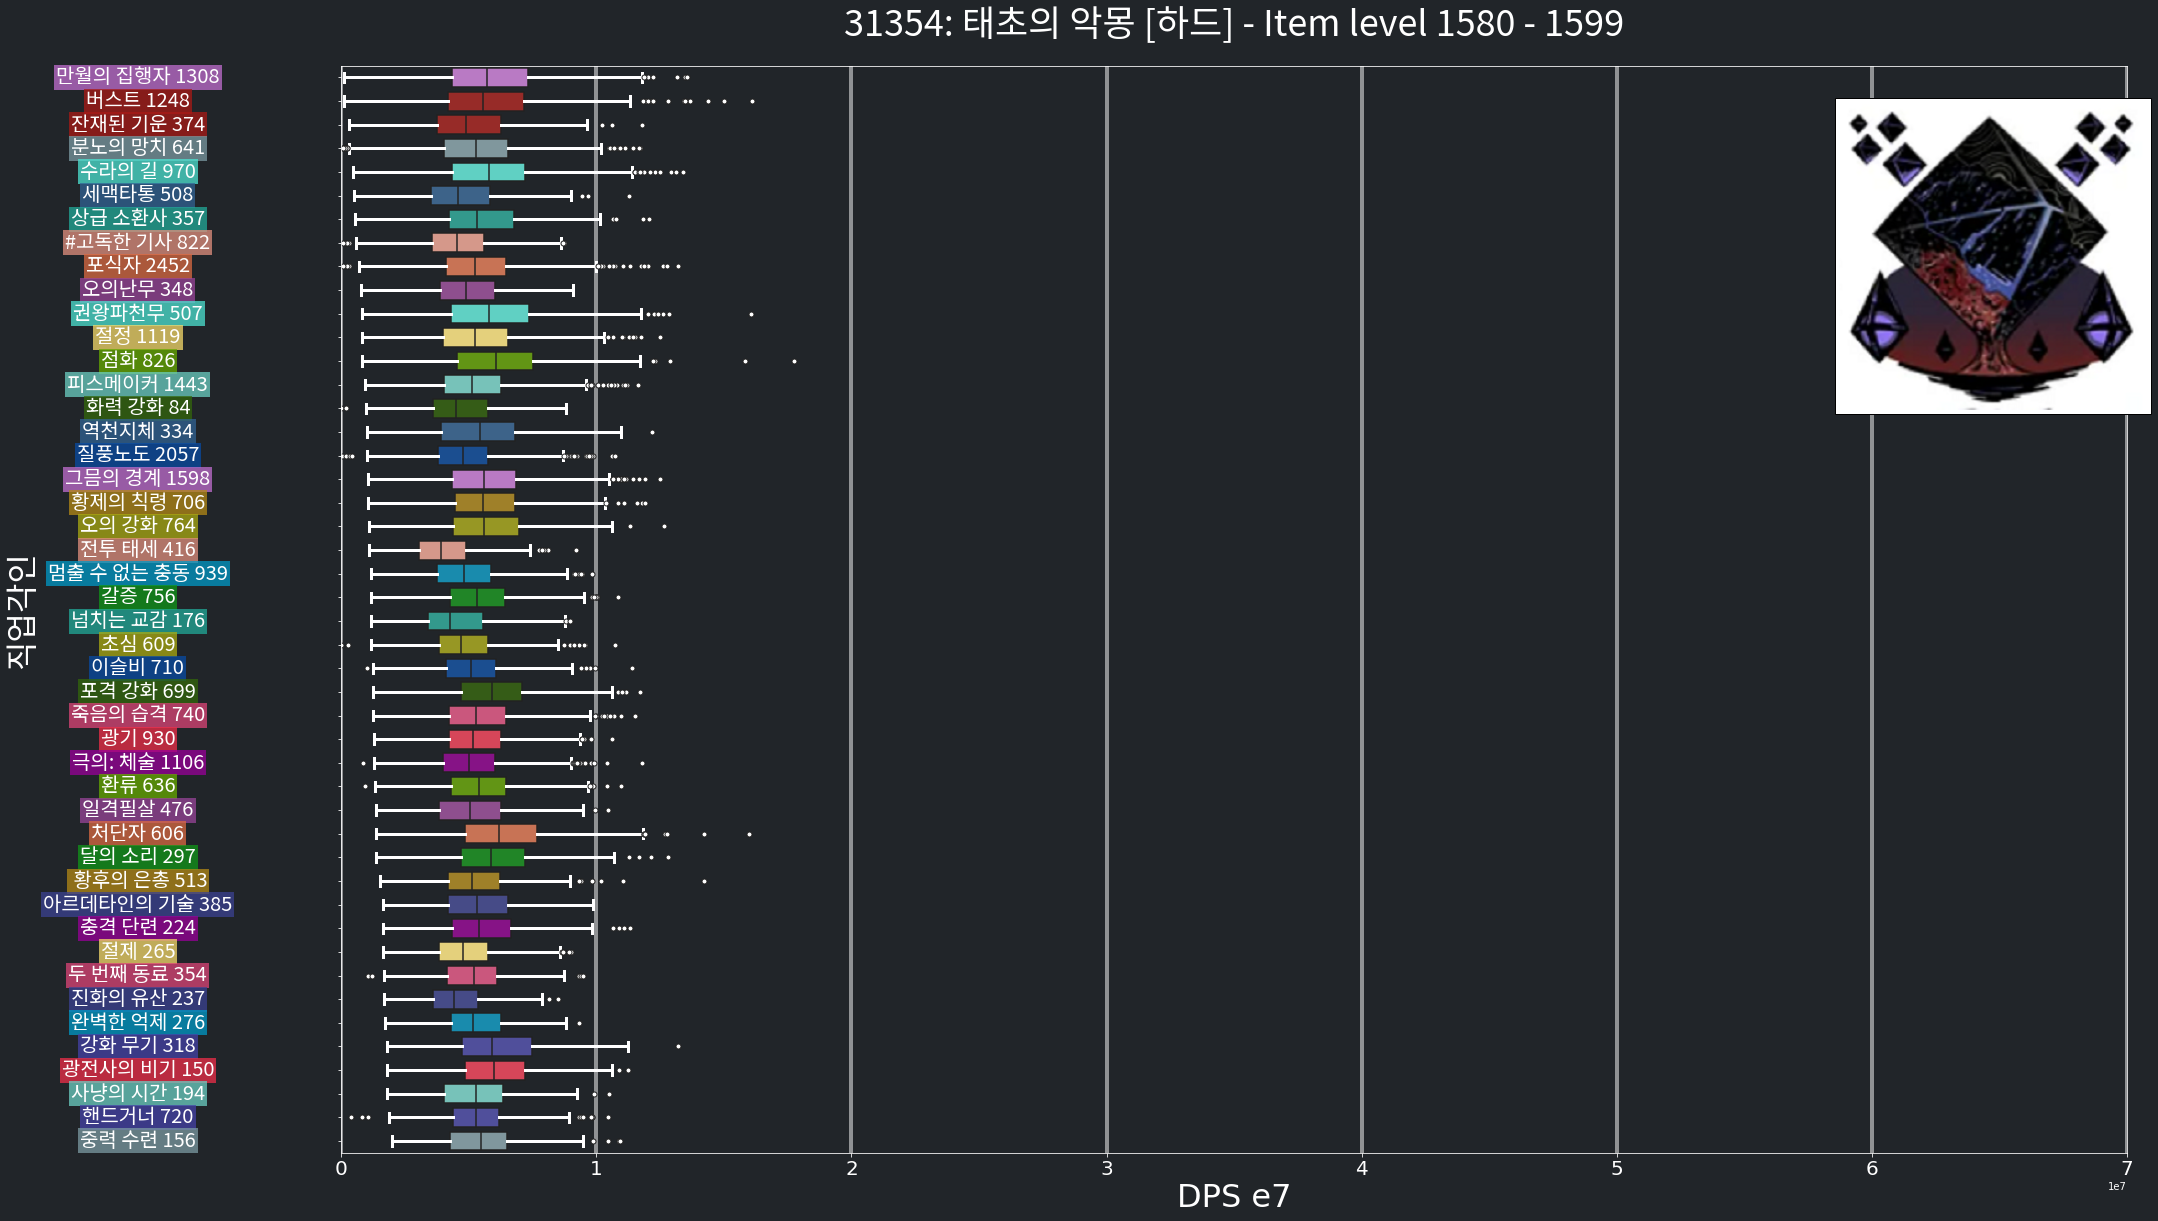 31354: 태초의 악몽 [하드] - Item level 1580 - 1599
만월의 집행자 1308
버스트 1248
잔재된 기운 374
분노의 망치 641
수라의 길 970
세맥타통 508
상급 소환사 357
#고독한 기사 822
포식자 2452
오의난무 348
권왕파천무 507
절정 1119
점화 826
피스메이커 1443
화력 강화 84
역천지체 334
질풍노도 2057
그믐의 경계 1598
황제의 칙령 706
오의 강화 764
전투 태세 416
멈출 수 없는 충동 939
갈증 756
넘치는 교감 176
초심 609
이슬비 710
포격 강화 699
죽음의 습격 740
광기 930
극의: 체술 1106
환류 636
일격필살 476
처단자 606
달의 소리 297
황후의 은총 513
아르데타인의 기술 385
충격 단련 224
절제 265
두 번째 동료 354
진화의 유산 237
완벽한 억제 276
강화 무기 318
광전사의 비기 150
사냥의 시간 194
핸드거너 720
중력 수련 156
직업각인
0 1 2 3 4 5 6 7
1e7
DPS e7